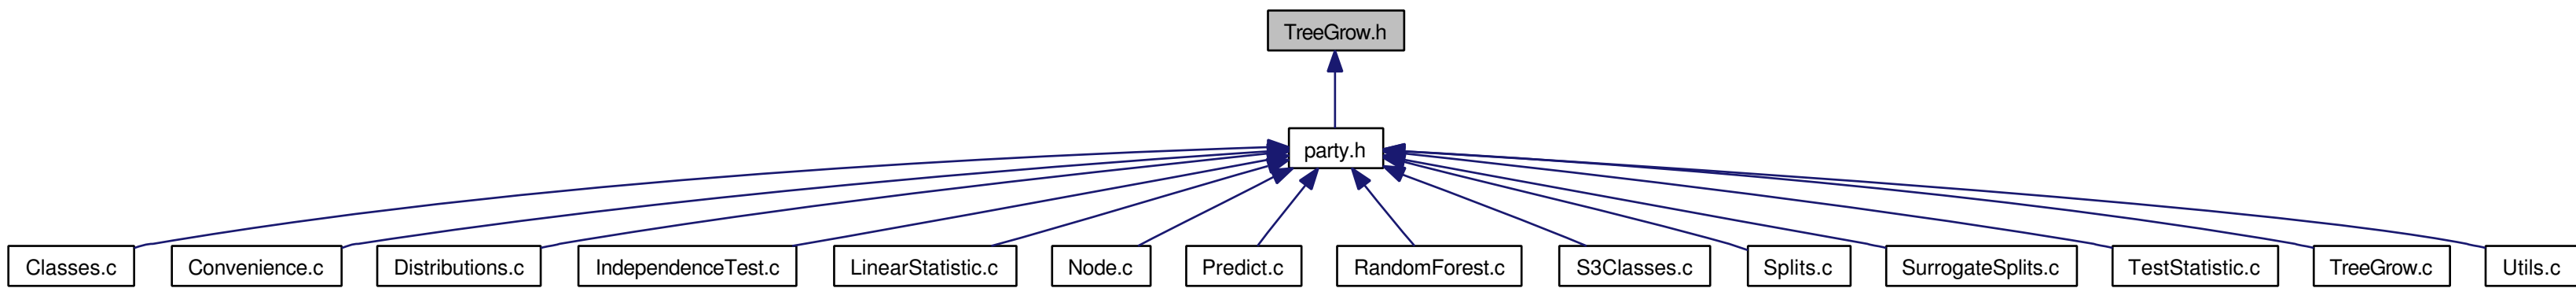 TreeGrow.h
party.h
Classes.c
Convenience.c
Distributions.c
IndependenceTest.c
LinearStatistic.c
Node.c
Predict.c
RandomForest.c
S3Classes.c
Splits.c
SurrogateSplits.c
TestStatistic.c
TreeGrow.c
Utils.c